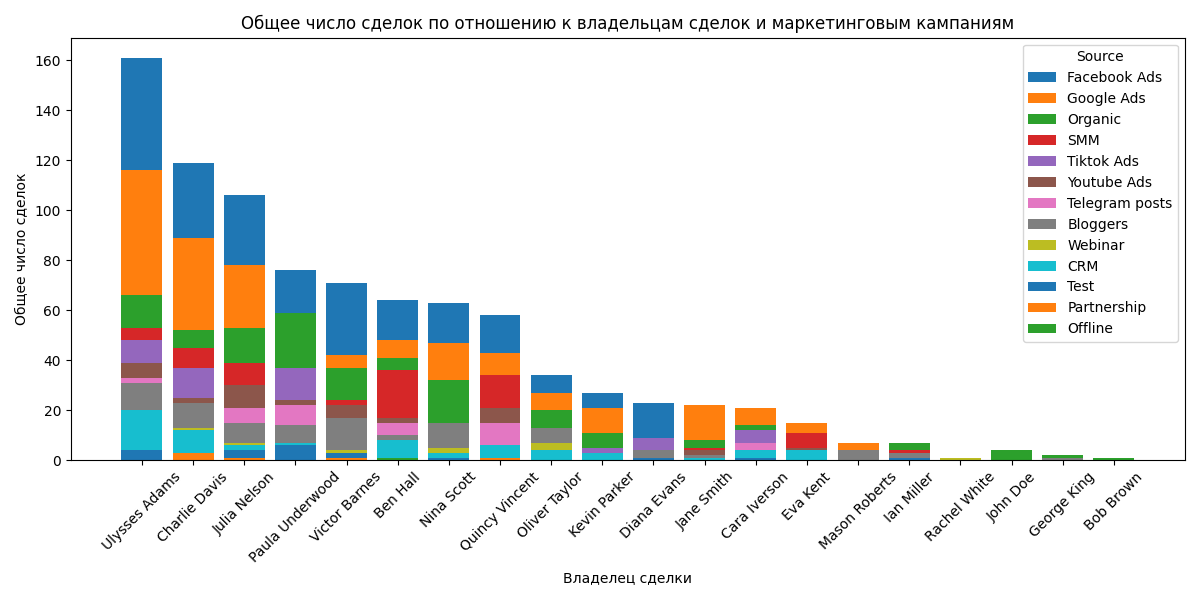 Общее число сделок по отношению к владельцам сделок и маркетинговым кампаниям
Общее число сделок
160
140
120
100
80
60
40
20
0
Source
Facebook Ads
Google Ads
Organic
SMM
Tiktok Ads
Youtube Ads
Telegram posts
Bloggers
Webinar
CRM
Test
Partnership
Offline
Ulysses Adams
Charlie Davis
Julia Nelson
Paula Underwood
Victor Barnes
Ben Hall
Nina Scott
Quincy Vincent
Oliver Taylor
Kevin Parker
Diana Evans
Jane Smith
Cara Iverson
Eva Kent
Mason Roberts
Ian Miller
Rachel White
John Doe
George King
Bob Brown
Владелец сделки